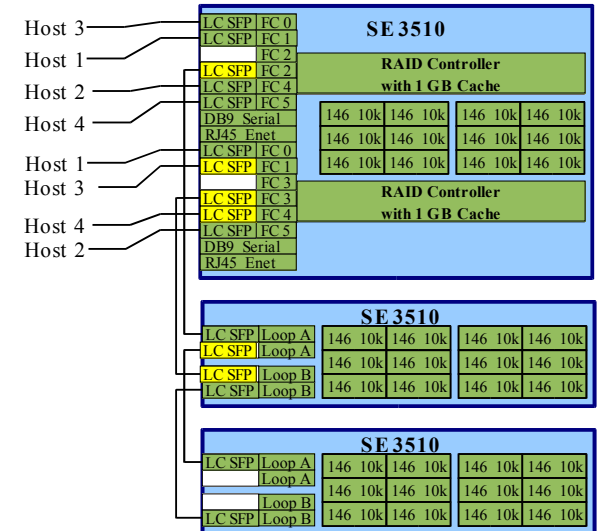 Host 3
Host 1
Host 2
Host 4
Host 1
Host 3
Host 4
Host 2
SE 3510
LC SFP FC 0
LC SFP FC 1
FC 2
LC SFP FC 2
LC SFP FC 4
LC SFP FC 5
DB9 Serial
RJ45 Enet
LC SFP FC 0
LC SFP FC 1
FC 3
LC SFP FC 3
LC SFP FC 4
LC SFP FC 5
DB9 Serial
RJ45 Enet
RAID Controller
with 1 GB Cache
146 10k 146 10k 146 10k 146 10k
146 10k 146 10k 146 10k 146 10k
146 10k 146 10k 146 10k 146 10k
RAID Controller
with 1 GB Cache
SE 3510
LC SFP Loop A
LC SFP Loop A
LC SFP Loop B
LC SFP Loop B
146 10k 146 10k 146 10k 146 10k
146 10k 146 10k 146 10k 146 10k
146 10k 146 10k 146 10k 146 10k
SE 3510
LC SFP Loop A
Loop A
Loop B
LC SFP Loop B
146 10k 146 10k 146 10k 146 10k
146 10k 146 10k 146 10k 146 10k
146 10k 146 10k 146 10k 146 10k